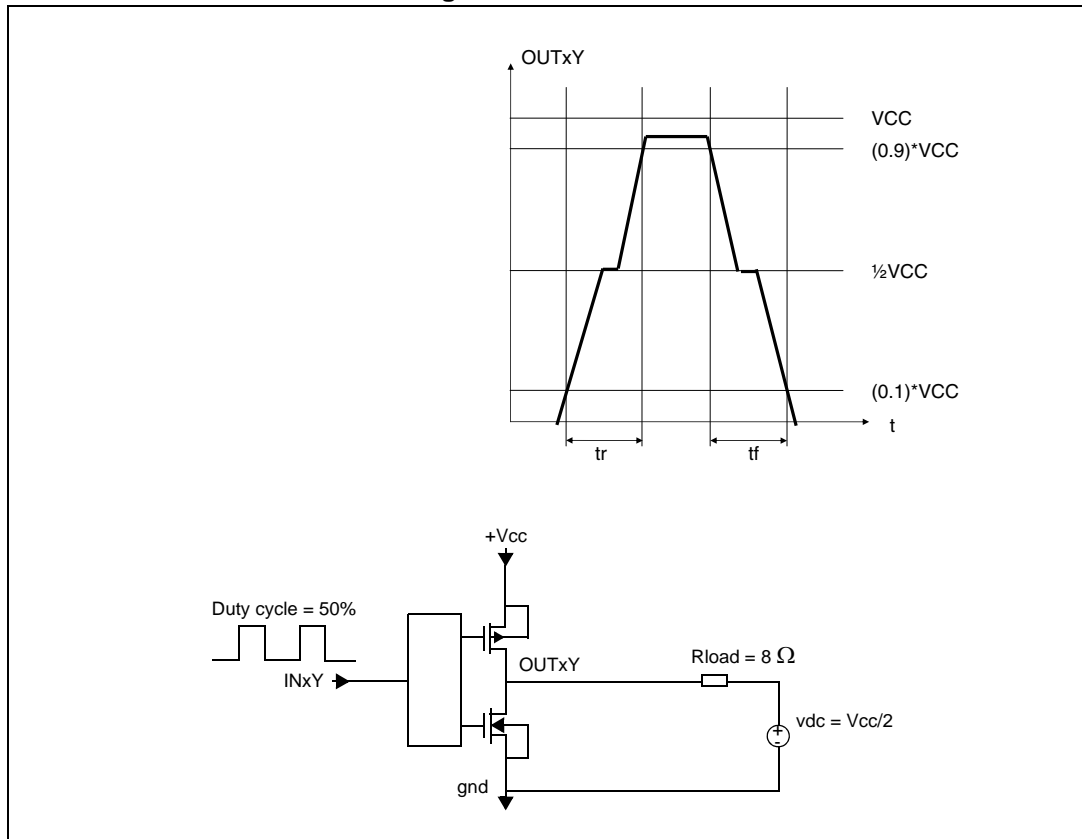 OUTxY
VCC
(0.9)*VCC
½VCC
(0.1)*VCC
t
tr
tf
+Vcc
Duty cycle = 50%
OUTxY
Rload = 8 Ω
INxY
vdc = Vcc/2
+
-
gnd